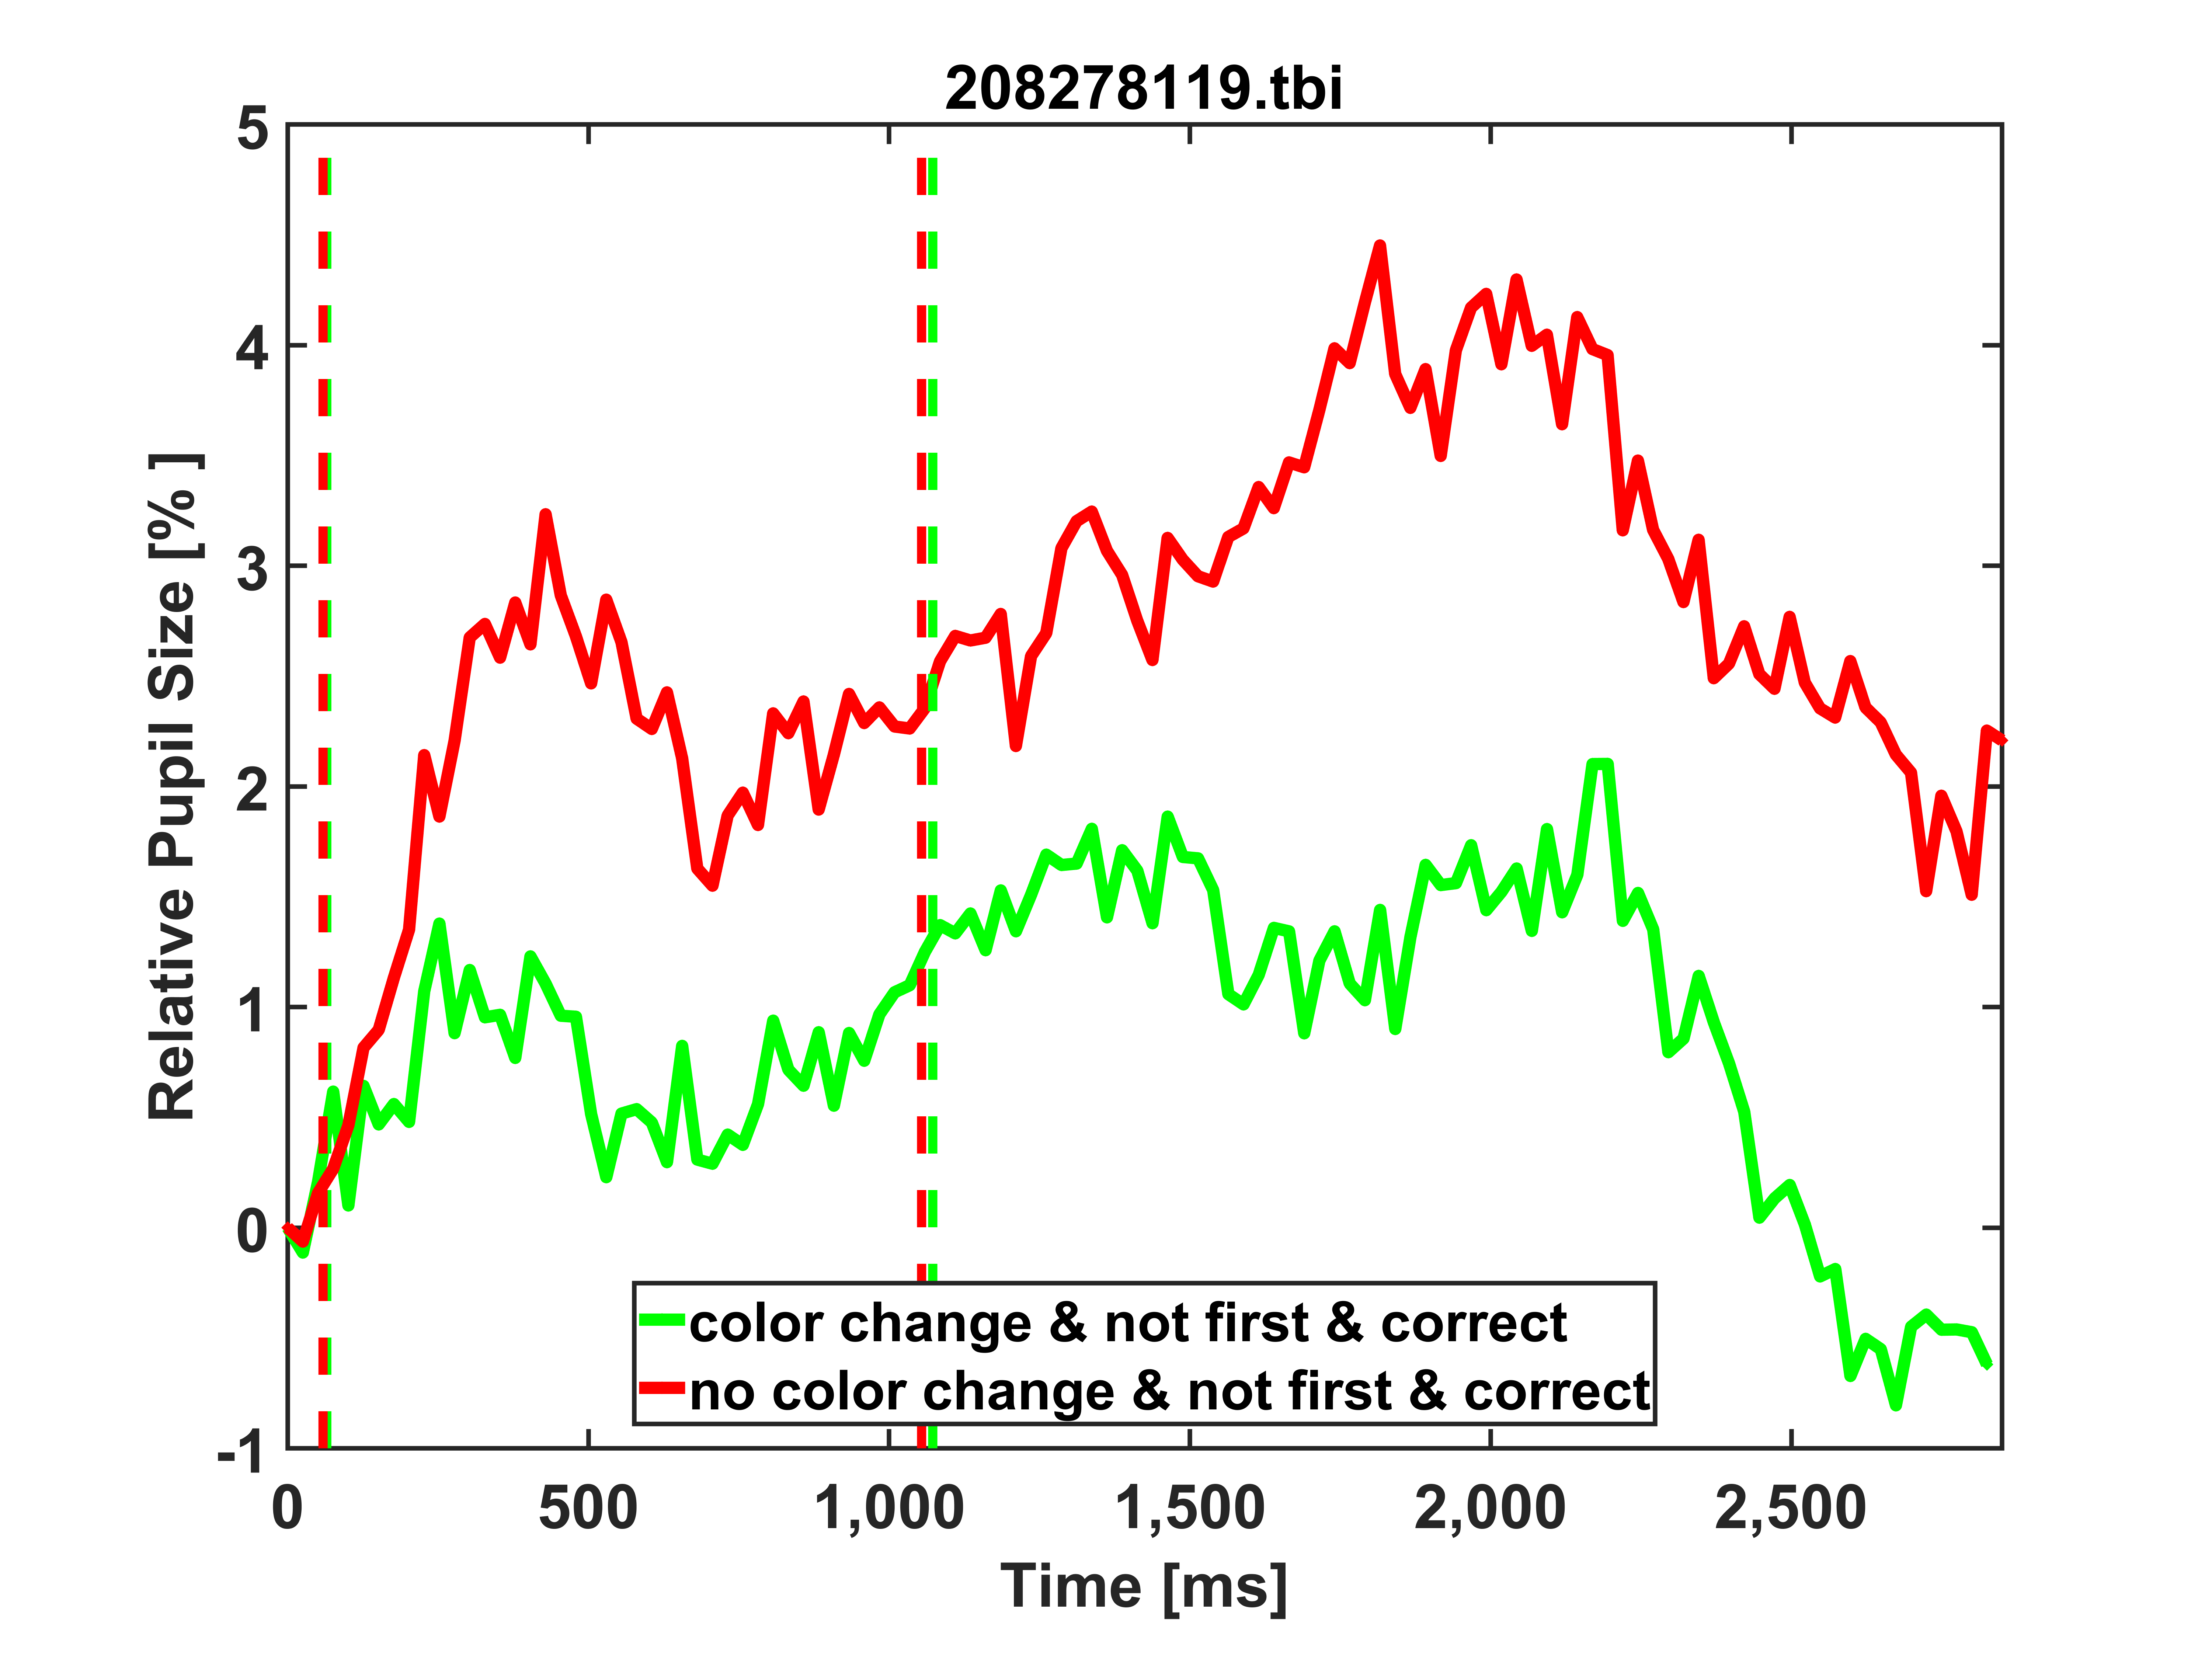 208278119.tbi
5
4
3
2
1
0
-1
Relative Pupil Size [% ]
color change & not first & correct
no color change & not first & correct
0 500 1,000 1,500 2,000 2,500
Time [ms]